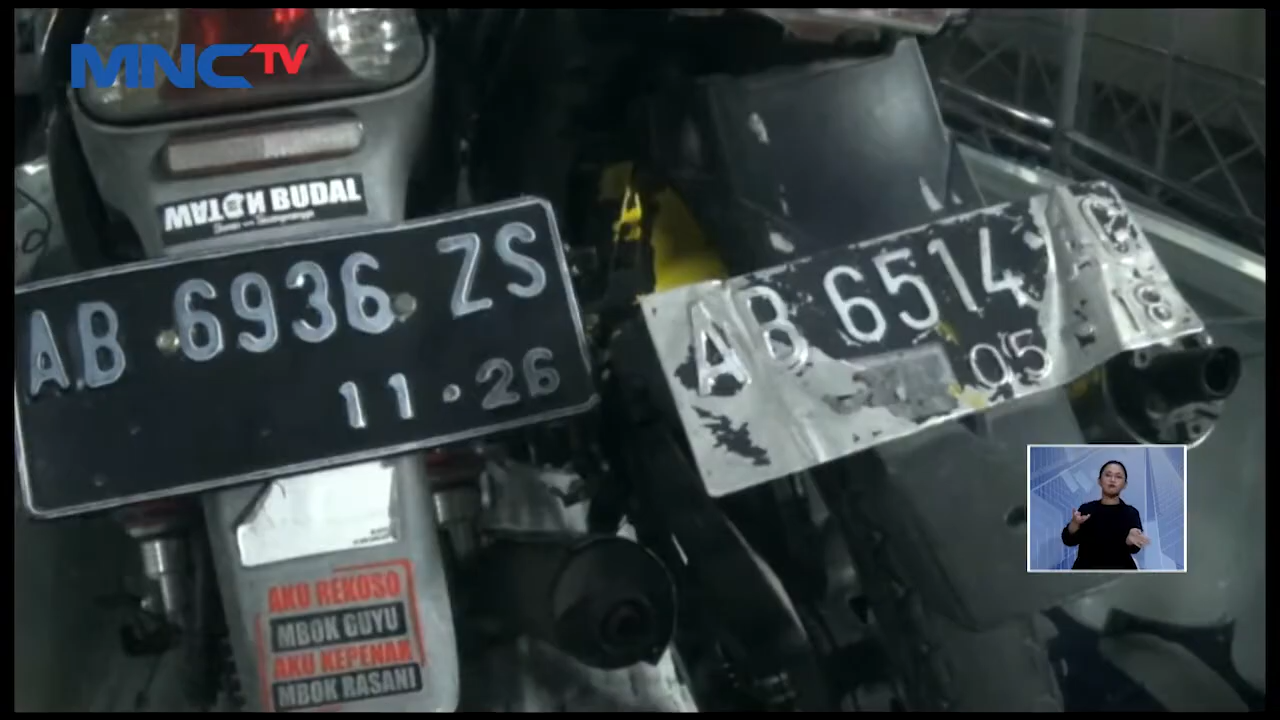 MNCTV
WATON BUDAL
AB 6936 ZS
11 · 26
AB 6514
05 18
AKU REKOSO
MBOK GUYU
AKU KEPENAK
MBOK RASANI